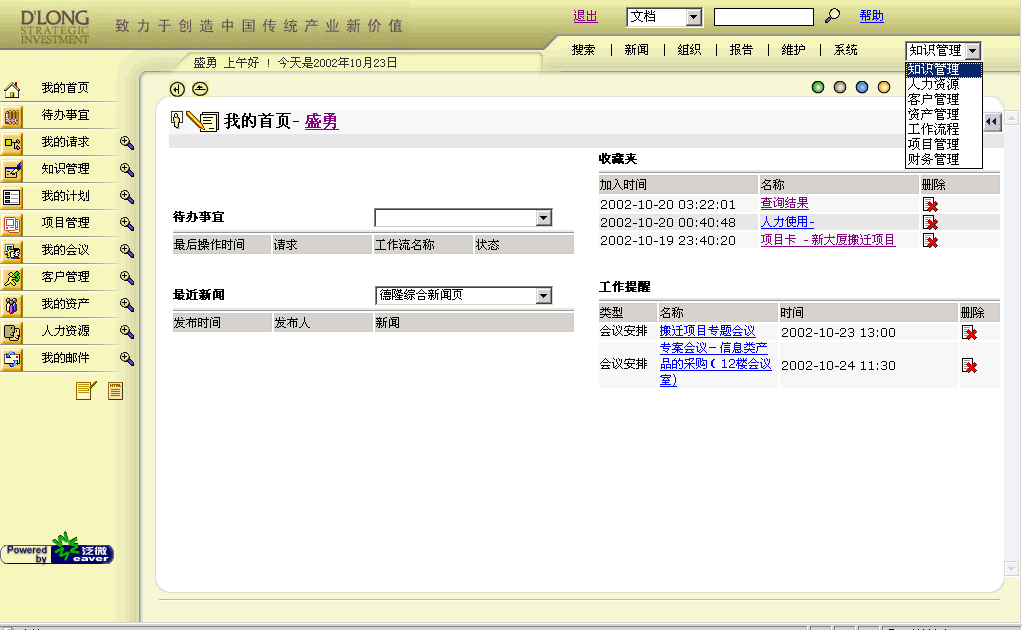 D'LONG
STRATEGIC
INVESTMENT
致力于创造中国传统产业新价值
退出 文档 帮助
搜索 | 新闻 | 组织 | 报告 | 维护 | 系统
知识管理
知识管理
人力资源
客户管理
资产管理
工作流程
项目管理
财务管理
盛勇 上午好 ! 今天是2002年10月23日
我的首页
待办事宜
我的请求
知识管理
我的计划
项目管理
我的会议
客户管理
我的资产
人力资源
我的邮件
Powered
by
泛微
eaver
我的首页- 盛勇
待办事宜
最后操作时间 请求 工作流名称 状态
最近新闻 德隆综合新闻页
发布时间 发布人 新闻
收藏夹
加入时间 名称 删除
2002-10-20 03:22:01 查询结果
2002-10-20 00:40:48 人力使用-
2002-10-19 23:40:20 项目卡 - 新大厦搬迁项目
工作提醒
类型 名称 时间 删除
会议安排 搬迁项目专题会议 2002-10-23 13:00
会议安排 专案会议－信息类产
品的采购（12楼会议
室）
2002-10-24 11:30